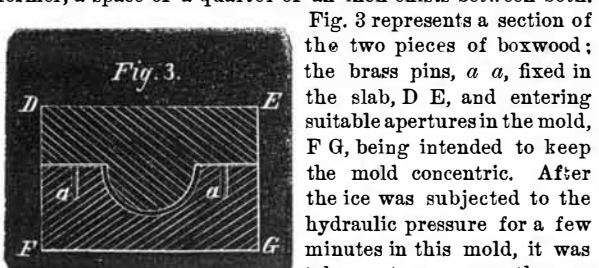 former, a space of a quarter of an inch exists between both.
Fig. 3 represents a section of
the two pieces of boxwood;
the brass pins, a a, fixed in
the slab, D E, and entering
suitable apertures in the mold,
F G, being intended to keep
the mold concentric. After
the ice was subjected to the
hydraulic pressure for a few
minutes in this mold, it was
Fig. 3.
D E
a a
F G